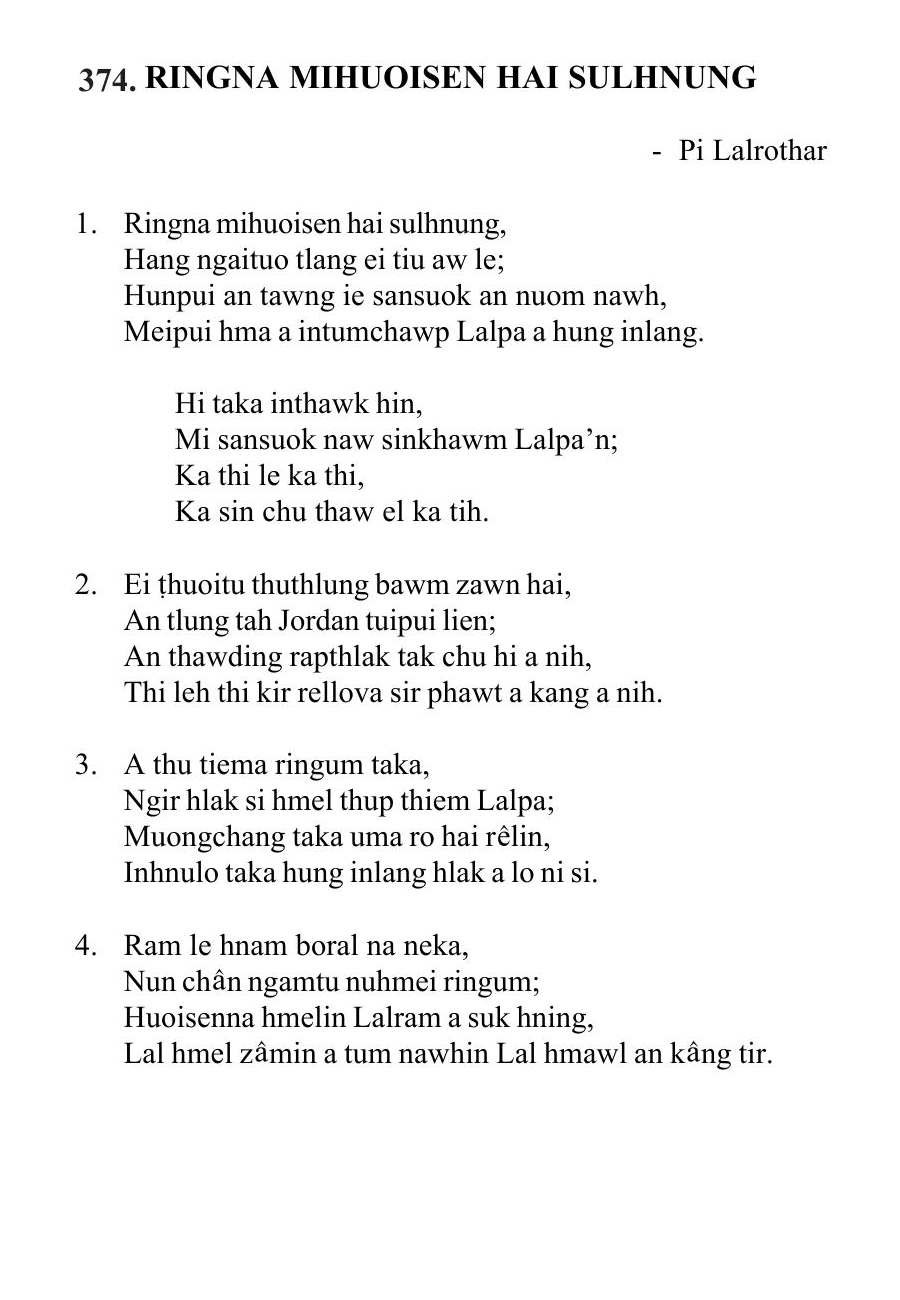 374. RINGNA MIHUOISEN HAI SULHNUNG
- Pi Lalrothar
1. Ringna mihuoisen hai sulhnung,
Hang ngaituo tlang ei tiu aw le;
Hunpui an tawng ie sansuok an nuom nawh,
Meipui hma a intumchawp Lalpa a hung inlang.
Hi taka inthawk hin,
Mi sansuok naw sinkhawm Lalpa’n;
Ka thi le ka thi,
Ka sin chu thaw el ka tih.
2. Ei ṭhuoitu thuthlung bawm zawn hai,
An tlung tah Jordan tuipui lien;
An thawding rapthlak tak chu hi a nih,
Thi leh thi kir rellova sir phawt a kang a nih.
3. A thu tiema ringum taka,
Ngir hlak si hmel thup thiem Lalpa;
Muongchang taka uma ro hai rêlin,
Inhnulo taka hung inlang hlak a lo ni si.
4. Ram le hnam boral na neka,
Nun chân ngamtu nuhmei ringum;
Huoisenna hmelin Lalram a suk hning,
Lal hmel zâmin a tum nawhin Lal hmawl an kâng tir.